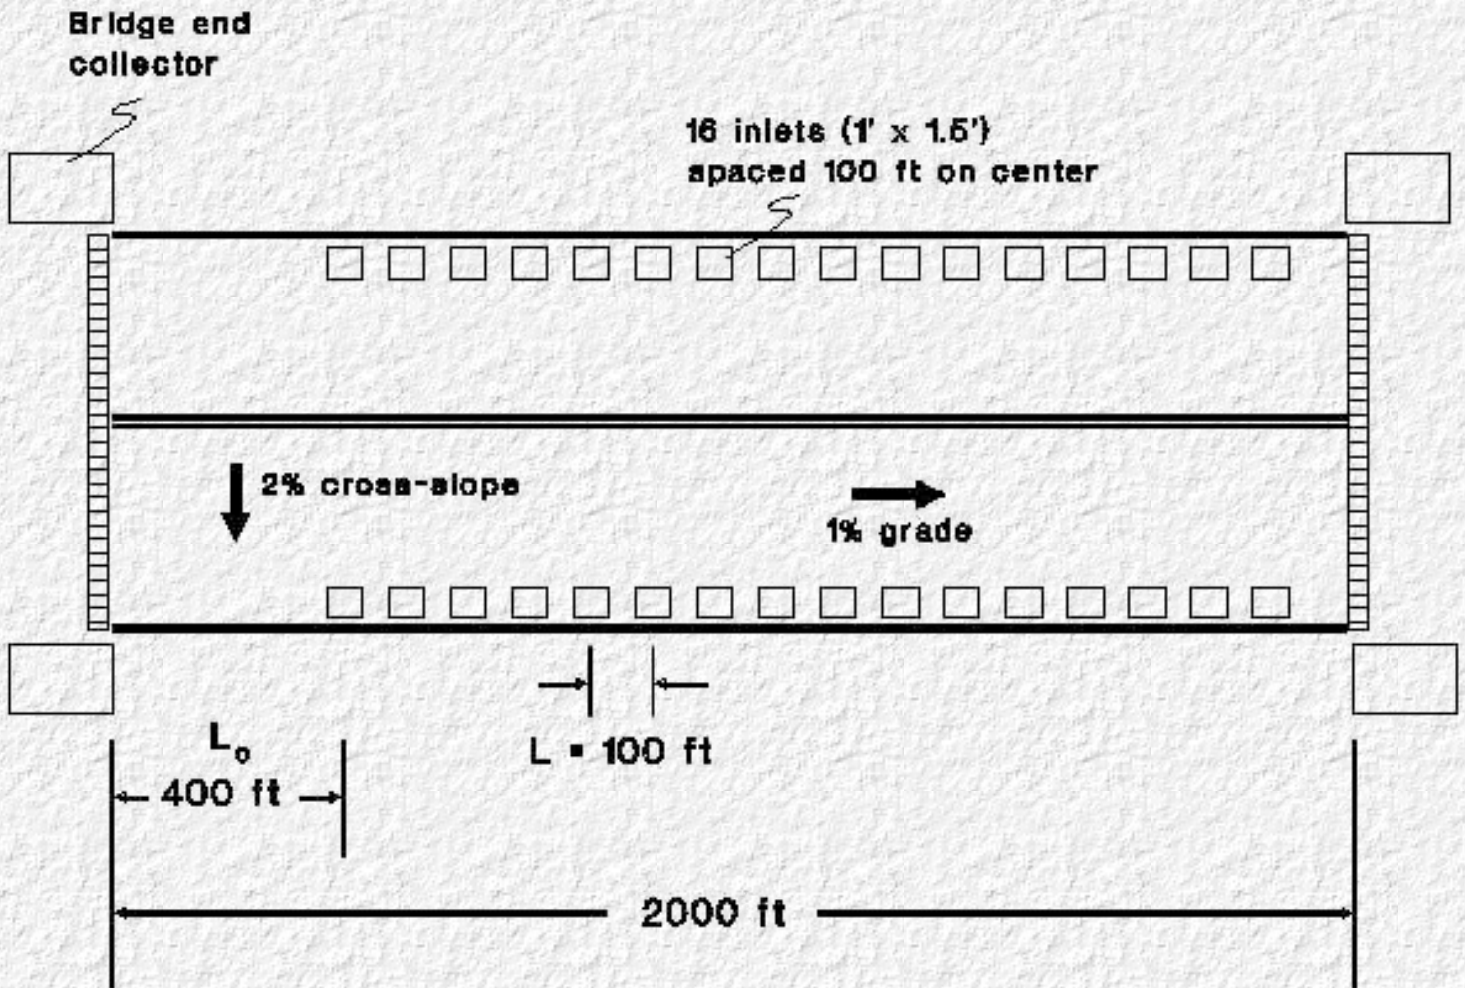 Bridge end
collector
16 inlets (1' x 1.5')
spaced 100 ft on center
2% cross-slope
1% grade
L = 100 ft
L₀
400 ft
2000 ft